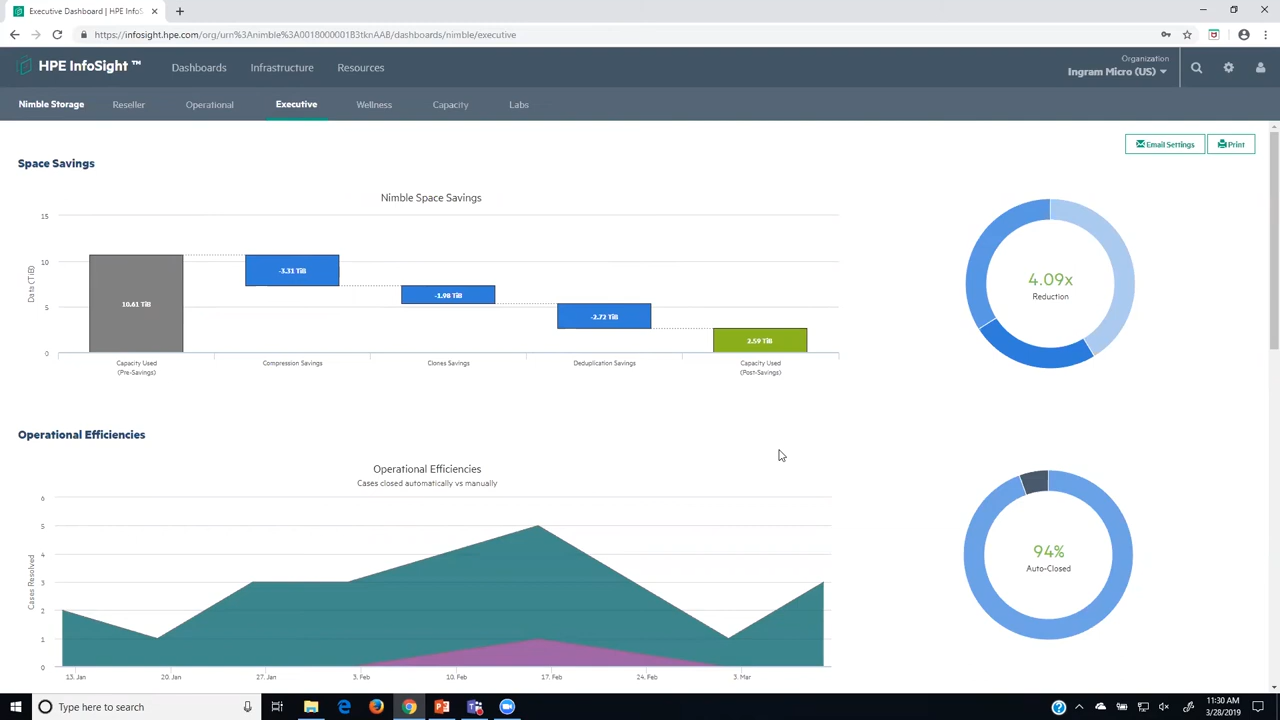 Executive Dashboard | HPE InfoS
https://infosight.hpe.com/org/urn%3Animble%3A0018000001B3tknAAB/dashboards/nimble/executive
HPE InfoSight ™
Dashboards
Infrastructure
Resources
Organization
Ingram Micro (US)
Nimble Storage
Reseller
Operational
Executive
Wellness
Capacity
Labs
Email Settings
Print
Space Savings
Nimble Space Savings
Data (TiB)
15
10
5
0
10.61 TiB
-3.31 TiB
-1.98 TiB
-2.72 TiB
2.59 TiB
Capacity Used
(Pre-Savings)
Compression Savings
Clones Savings
Deduplication Savings
Capacity Used
(Post-Savings)
4.09x
Reduction
Operational Efficiencies
Operational Efficiencies
Cases closed automatically vs manually
Cases Resolved
6
5
4
3
2
1
0
13. Jan
20. Jan
27. Jan
3. Feb
10. Feb
17. Feb
24. Feb
3. Mar
94%
Auto-Closed
Type here to search
11:30 AM
3/28/2019